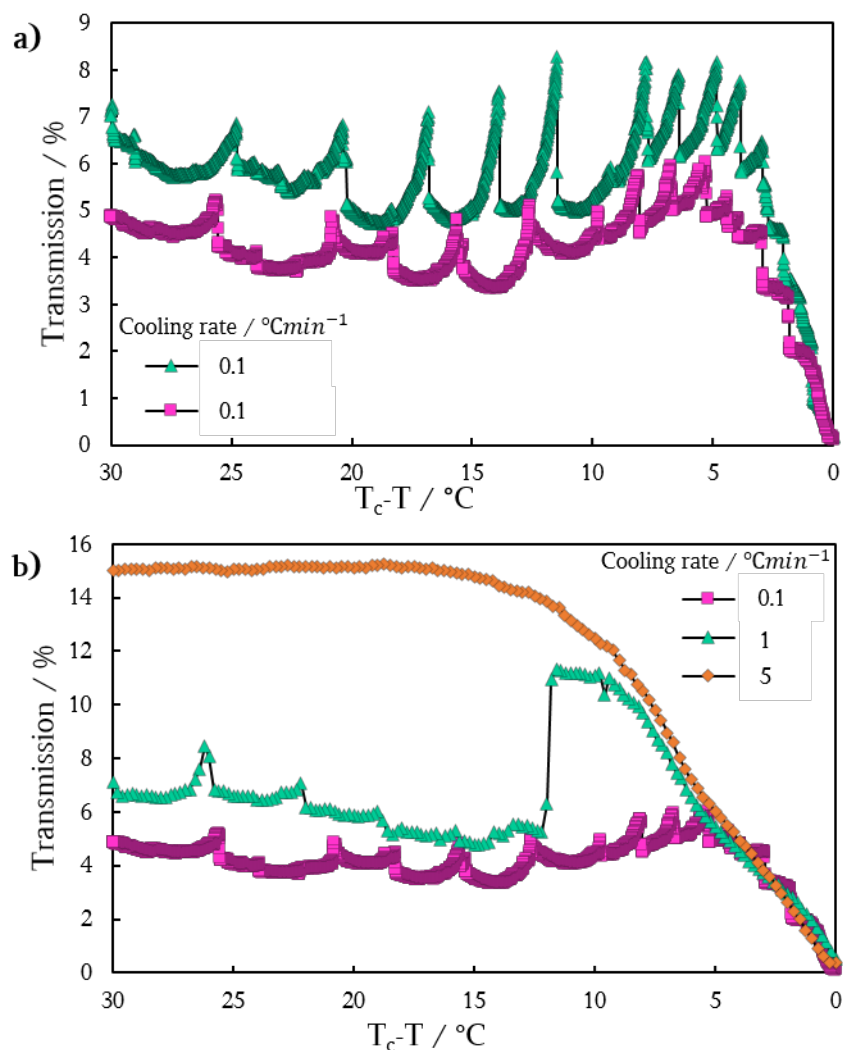 a)
9
8
7
6
5
4
3
2
1
0
Transmission / %
Cooling rate / °Cmin⁻¹
0.1
0.1
30 25 20 15 10 5 0
Tc-T / °C
b)
16
14
12
10
8
6
4
2
0
Transmission / %
Cooling rate / °Cmin⁻¹
0.1
1
5
30 25 20 15 10 5 0
Tc-T / °C